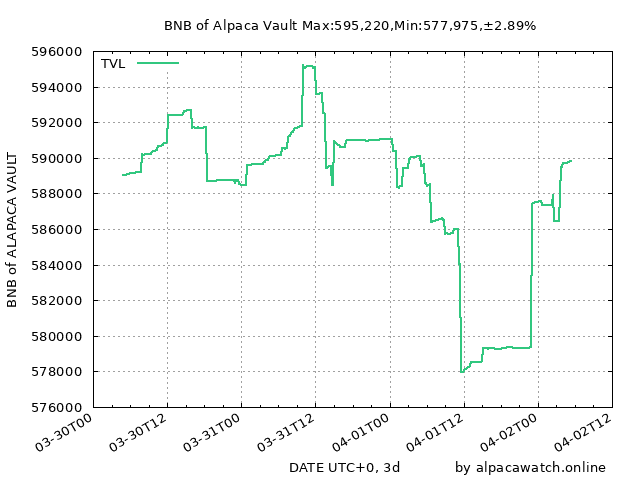 BNB of Alpaca Vault Max:595,220,Min:577,975,±2.89%
TVL
596000
594000
592000
590000
588000
586000
584000
582000
580000
578000
576000
BNB of ALAPACA VAULT
03-30T00
03-30T12
03-31T00
03-31T12
04-01T00
04-01T12
04-02T00
04-02T12
DATE UTC+0, 3d
by alpacawatch.online